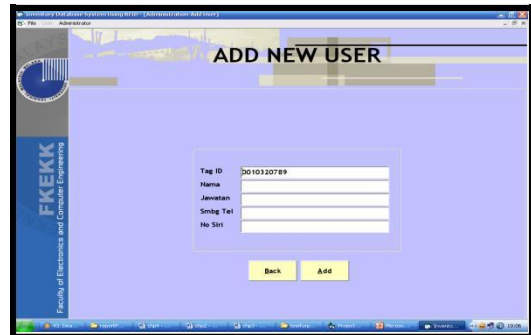 Inventory Database System Using RFID - [Administration-Add User]
File
Administrator
ADD NEW USER
FKEKK
Faculty of Electronics and Computer Engineering
Tag ID 0010320789
Nama
Jawatan
Smbg Tel
No Siri
Back Add